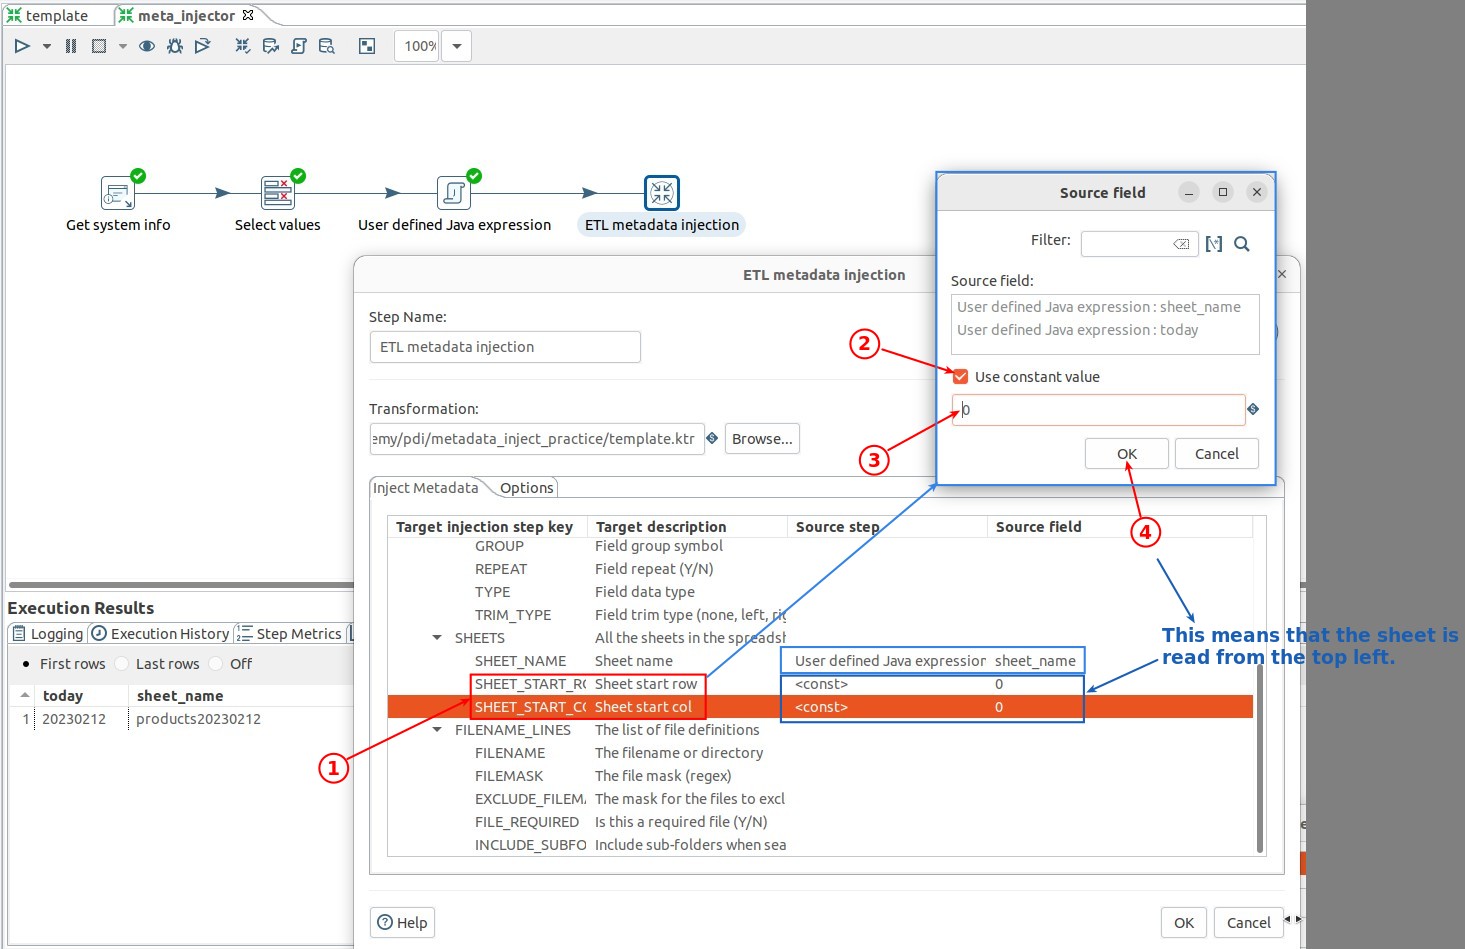 template
meta_injector
100%
Get system info
Select values
User defined Java expression
ETL metadata injection
Source field
Filter:
Source field:
User defined Java expression : sheet_name
User defined Java expression : today
2
Use constant value
0
3
OK
Cancel
4
ETL metadata injection
Step Name:
ETL metadata injection
Transformation:
emy/pdi/metadata_inject_practice/template.ktr
Browse...
Inject Metadata
Options
Target injection step key Target description Source step Source field
GROUP Field group symbol
REPEAT Field repeat (Y/N)
TYPE Field data type
TRIM_TYPE Field trim type (none, left, rig
SHEETS All the sheets in the spreadsh
SHEET_NAME Sheet name User defined Java expression sheet_name
SHEET_START_RO Sheet start row <const> 0
SHEET_START_CO Sheet start col <const> 0
FILENAME_LINES The list of file definitions
FILENAME The filename or directory
FILEMASK The file mask (regex)
EXCLUDE_FILEMA The mask for the files to excl
FILE_REQUIRED Is this a required file (Y/N)
INCLUDE_SUBFO Include sub-folders when sea
1
This means that the sheet is
read from the top left.
Help
OK
Cancel
Execution Results
Logging
Execution History
Step Metrics
First rows
Last rows
Off
today sheet_name
1 20230212 products20230212